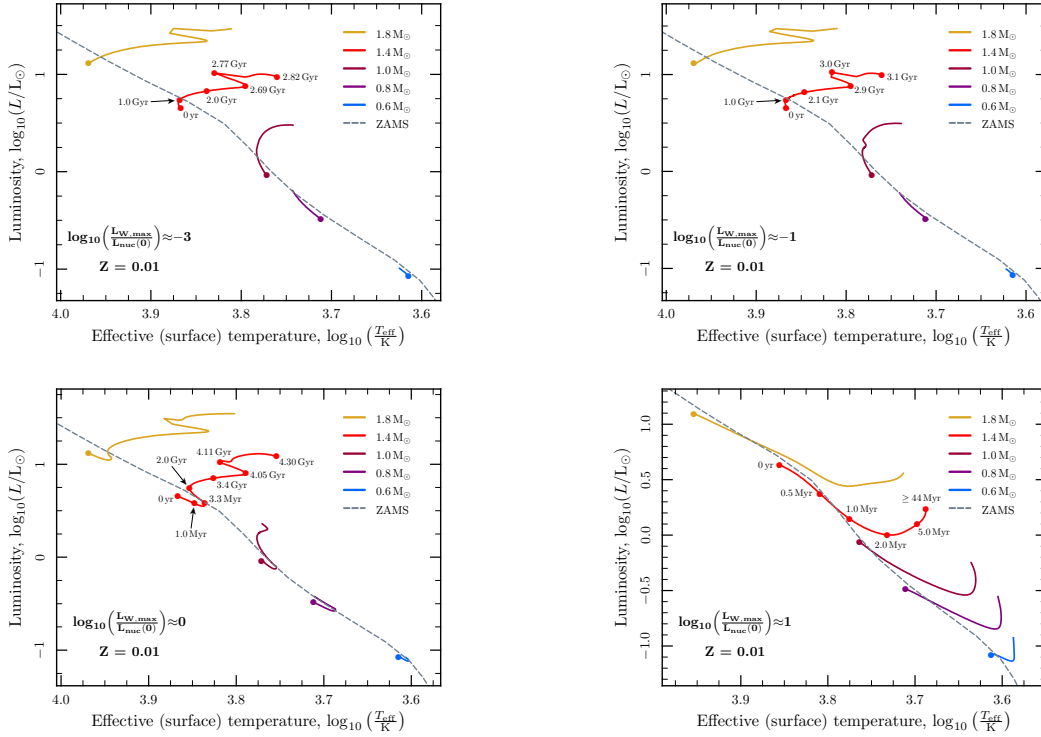 1.8 M⊙
1.4 M⊙
1.0 M⊙
0.8 M⊙
0.6 M⊙
ZAMS
2.77 Gyr
2.82 Gyr
2.69 Gyr
2.0 Gyr
1.0 Gyr
0 yr
log10(LW,max/Lnuc(0))≈−3
Z = 0.01
Luminosity, log10(L/L⊙)
1
0
−1
4.0
3.9
3.8
3.7
3.6
Effective (surface) temperature, log10(Teff/K)
1.8 M⊙
1.4 M⊙
1.0 M⊙
0.8 M⊙
0.6 M⊙
ZAMS
3.0 Gyr
3.1 Gyr
2.9 Gyr
2.1 Gyr
1.0 Gyr
0 yr
log10(LW,max/Lnuc(0))≈−1
Z = 0.01
Luminosity, log10(L/L⊙)
1
0
−1
4.0
3.9
3.8
3.7
3.6
Effective (surface) temperature, log10(Teff/K)
1.8 M⊙
1.4 M⊙
1.0 M⊙
0.8 M⊙
0.6 M⊙
ZAMS
4.11 Gyr
4.30 Gyr
2.0 Gyr
4.05 Gyr
3.4 Gyr
0 yr
3.3 Myr
1.0 Myr
log10(LW,max/Lnuc(0))≈0
Z = 0.01
Luminosity, log10(L/L⊙)
1
0
−1
4.0
3.9
3.8
3.7
3.6
Effective (surface) temperature, log10(Teff/K)
1.8 M⊙
1.4 M⊙
1.0 M⊙
0.8 M⊙
0.6 M⊙
ZAMS
0 yr
0.5 Myr
≥ 44 Myr
1.0 Myr
5.0 Myr
2.0 Myr
log10(LW,max/Lnuc(0))≈1
Z = 0.01
Luminosity, log10(L/L⊙)
1.0
0.5
0.0
−0.5
−1.0
3.9
3.8
3.7
3.6
Effective (surface) temperature, log10(Teff/K)